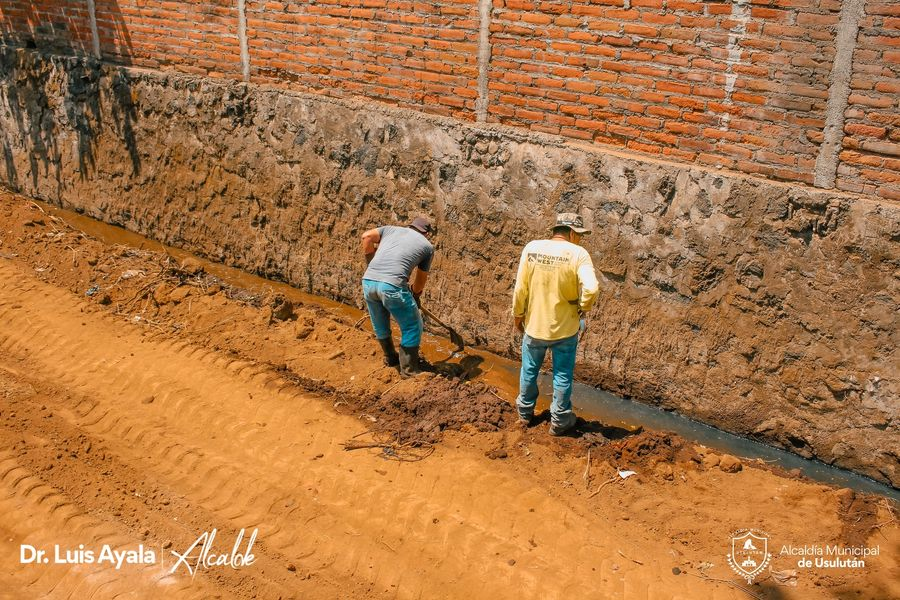 MOUNTAIN
WEST
Dr. Luis Ayala
Alcalde
Alcaldía Municipal
de Usulután